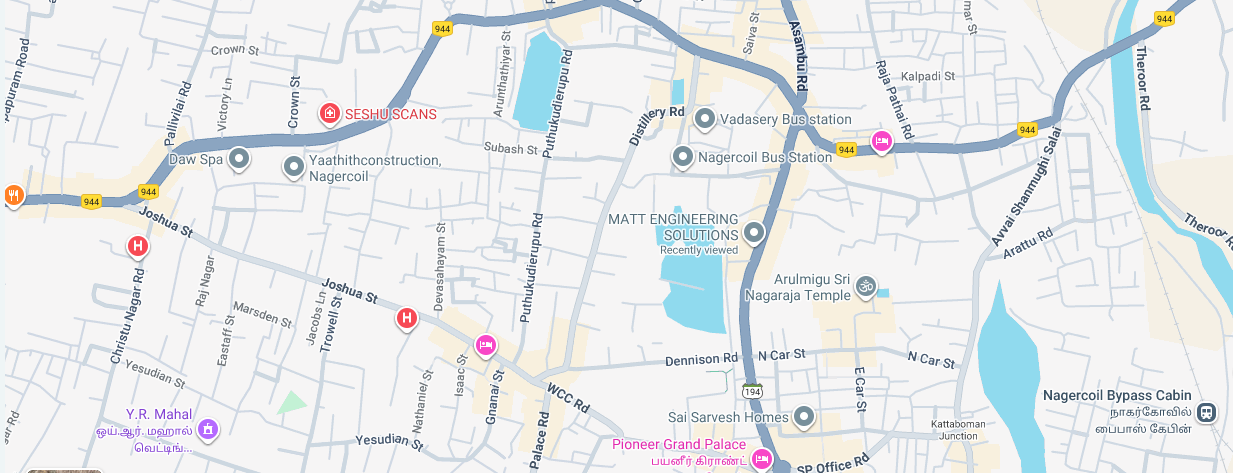 944
944
Crown St
Saiva St
Asambu Rd
Kalpadi St
Raja Pathai Rd
Theroor Rd
apuram Road
Pallivilai Rd
Victory Ln
Crown St
Arunthathiyar St
Puthukudierupu Rd
SESHU SCANS
Distillery Rd
Vadasery Bus station
944
944
Avvai Shanmughi Salai
Subash St
Daw Spa
Yaathithconstruction,
Nagercoil
Nagercoil Bus Station
944
944
Joshua St
MATT ENGINEERING
SOLUTIONS
Recently viewed
Theroor R
Arattu Rd
Puthukudierupu Rd
Devasahayam St
Raj Nagar
Joshua St
Christu Nagar Rd
Marsden St
Eastaff St
Jacobs Ln
Trowell St
Arulmigu Sri
Nagaraja Temple
Yesudian St
Isaac St
Nathaniel St
Gnanai St
WCC Rd
Dennison Rd
N Car St
N Car St
E Car St
194
Nagercoil Bypass Cabin
நாகர்கோவில்
பைபாஸ் கேபின்
Y.R. Mahal
ஒய்.ஆர். மஹால்
வெட்டிங்...
Yesudian St
Palace Rd
Sai Sarvesh Homes
Kattaboman
Junction
Pioneer Grand Palace
பயனீர் கிராண்ட்
SP Office Rd